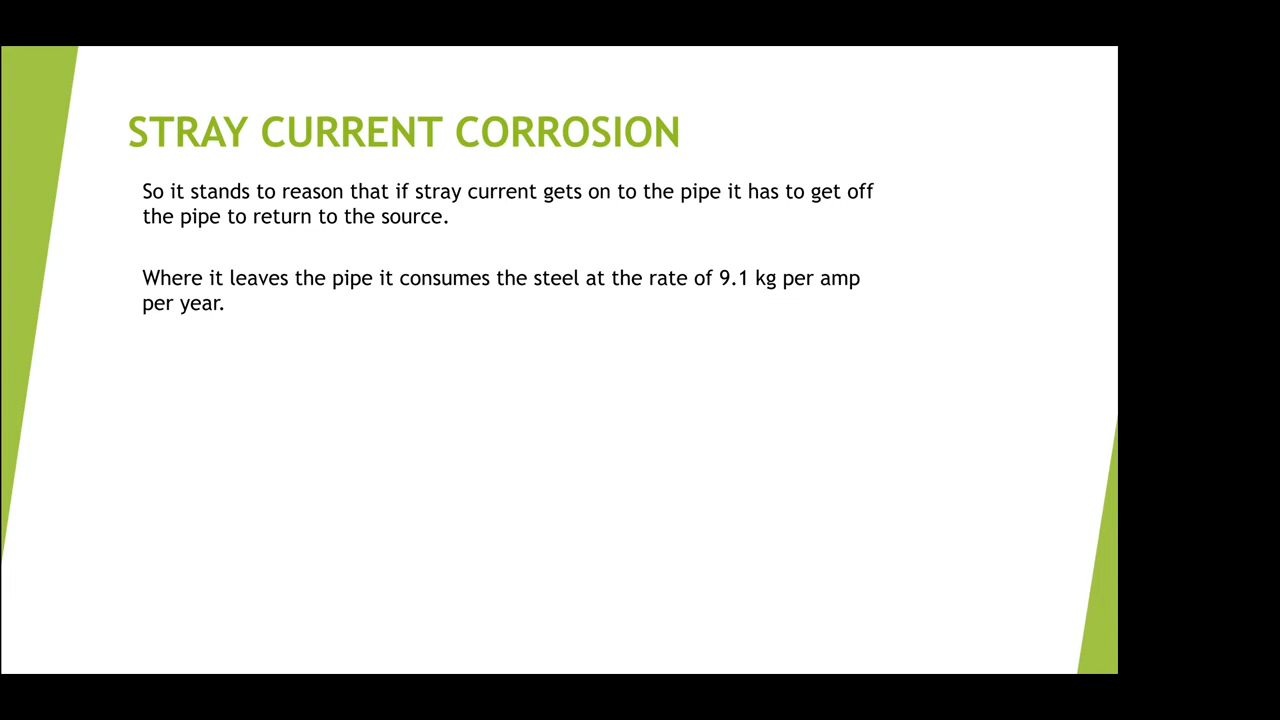 STRAY CURRENT CORROSION
So it stands to reason that if stray current gets on to the pipe it has to get off
the pipe to return to the source.
Where it leaves the pipe it consumes the steel at the rate of 9.1 kg per amp
per year.